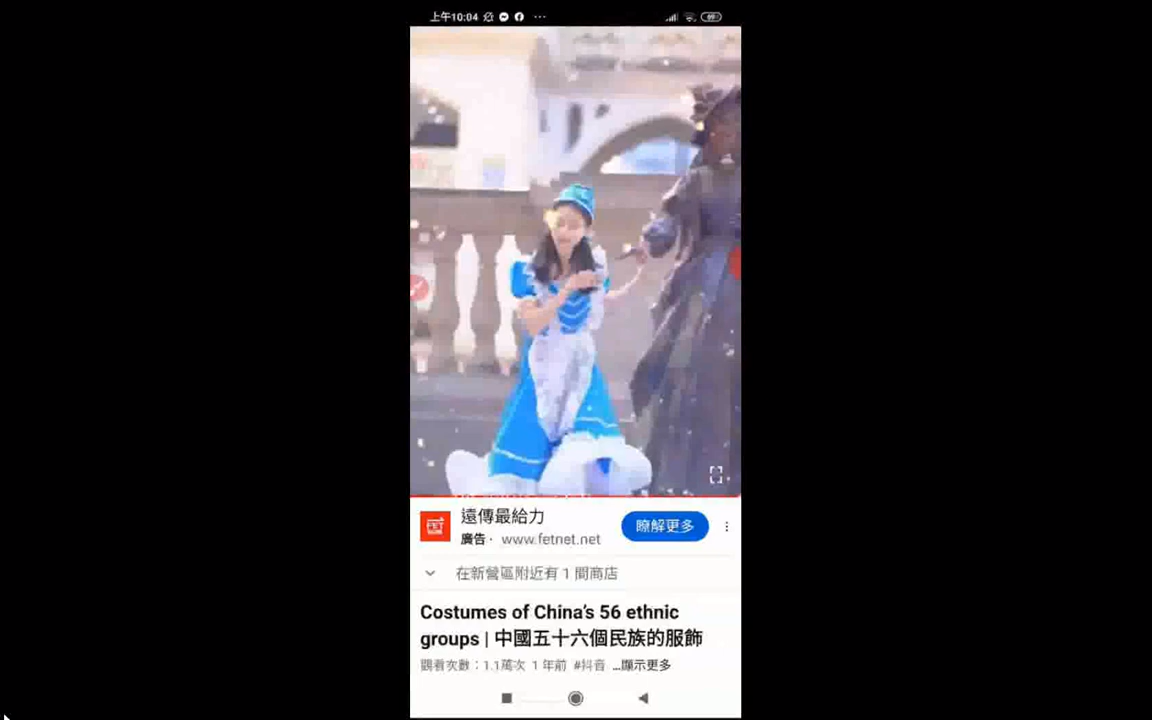 上午10:04
遠傳最給力
FET
瞭解更多
廣告· www.fetnet.net
在新營區附近有 1 間商店
Costumes of China's 56 ethnic
groups | 中國五十六個民族的服飾
觀看次數：1.1萬次 1 年前 #抖音 ...顯示更多